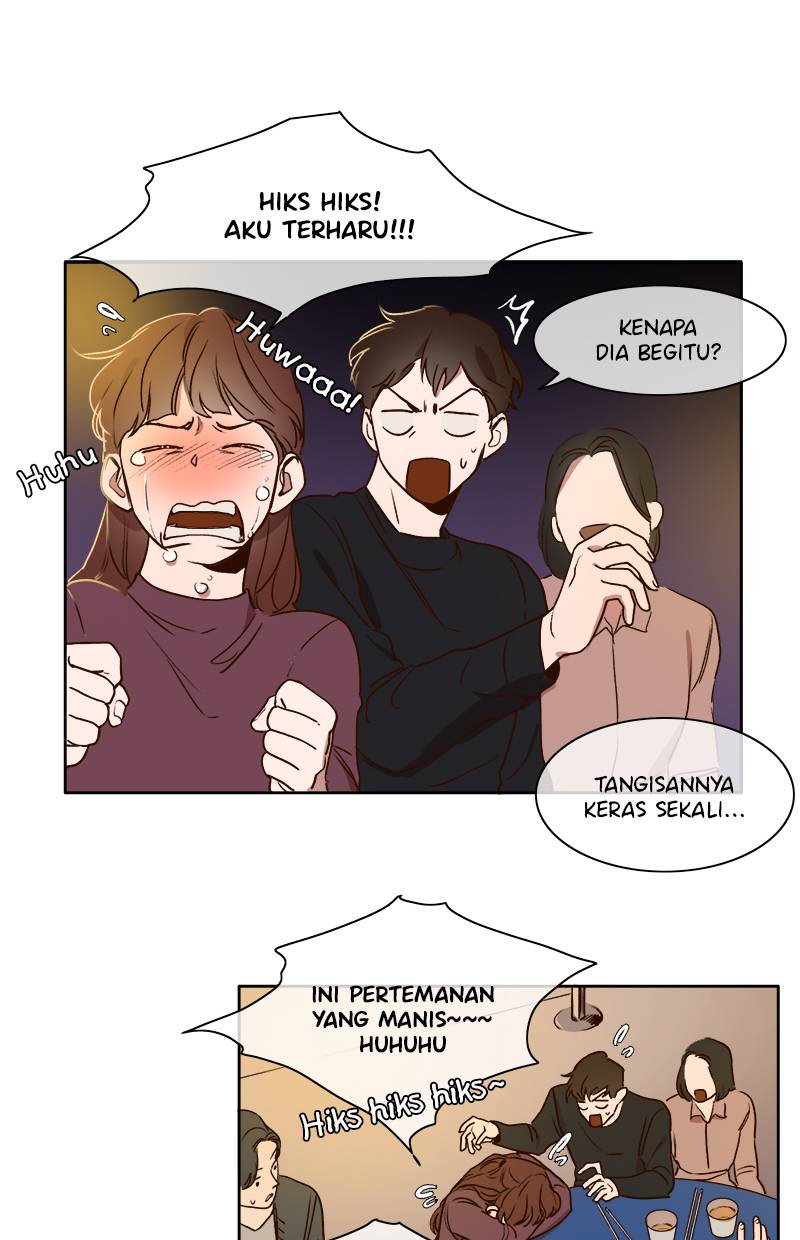 HIKS HIKS!
AKU TERHARU!!!
Huwaaa!
KENAPA
DIA BEGITU?
Huhu
TANGISANNYA
KERAS SEKALI...
INI PERTEMANAN
YANG MANIS~~~
HUHUHU
Hiks hiks hiks~